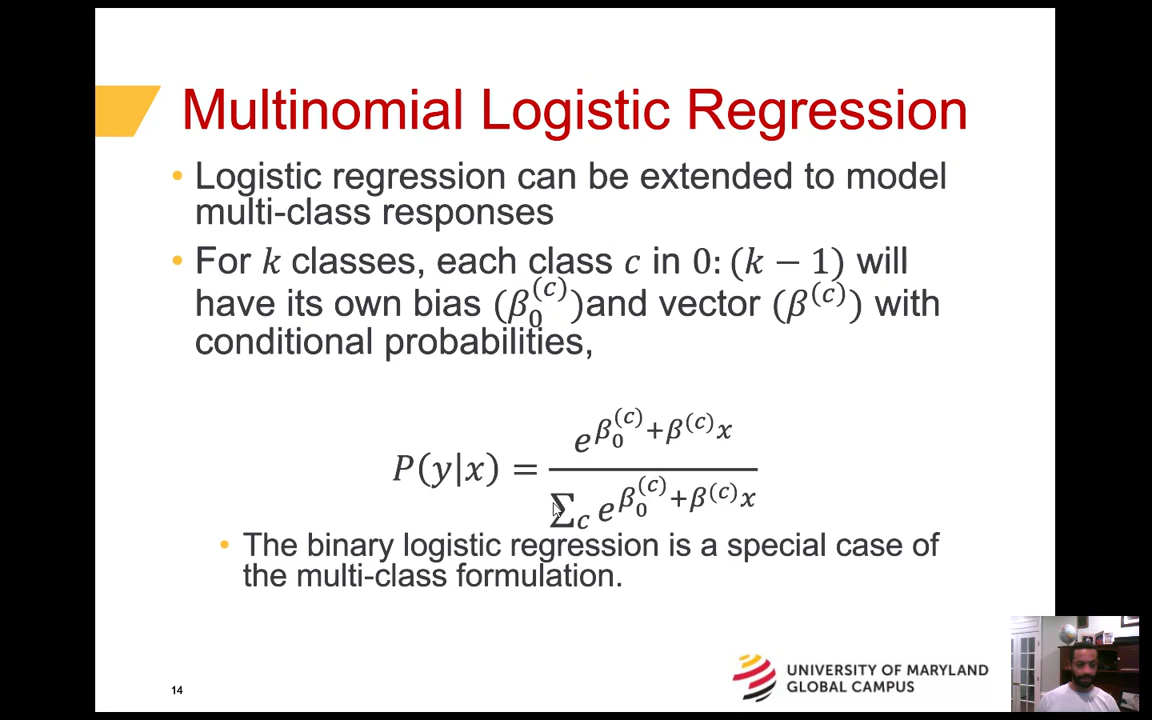 Multinomial Logistic Regression
• Logistic regression can be extended to model
multi-class responses
• For k classes, each class c in 0: (k − 1) will
have its own bias (β₀⁽ᶜ⁾)and vector (β⁽ᶜ⁾) with
conditional probabilities,
P(y|x) = e^(β₀⁽ᶜ⁾+β⁽ᶜ⁾x) / Σ_c e^(β₀⁽ᶜ⁾+β⁽ᶜ⁾x)
• The binary logistic regression is a special case of
the multi-class formulation.
14
UNIVERSITY OF MARYLAND
GLOBAL CAMPUS